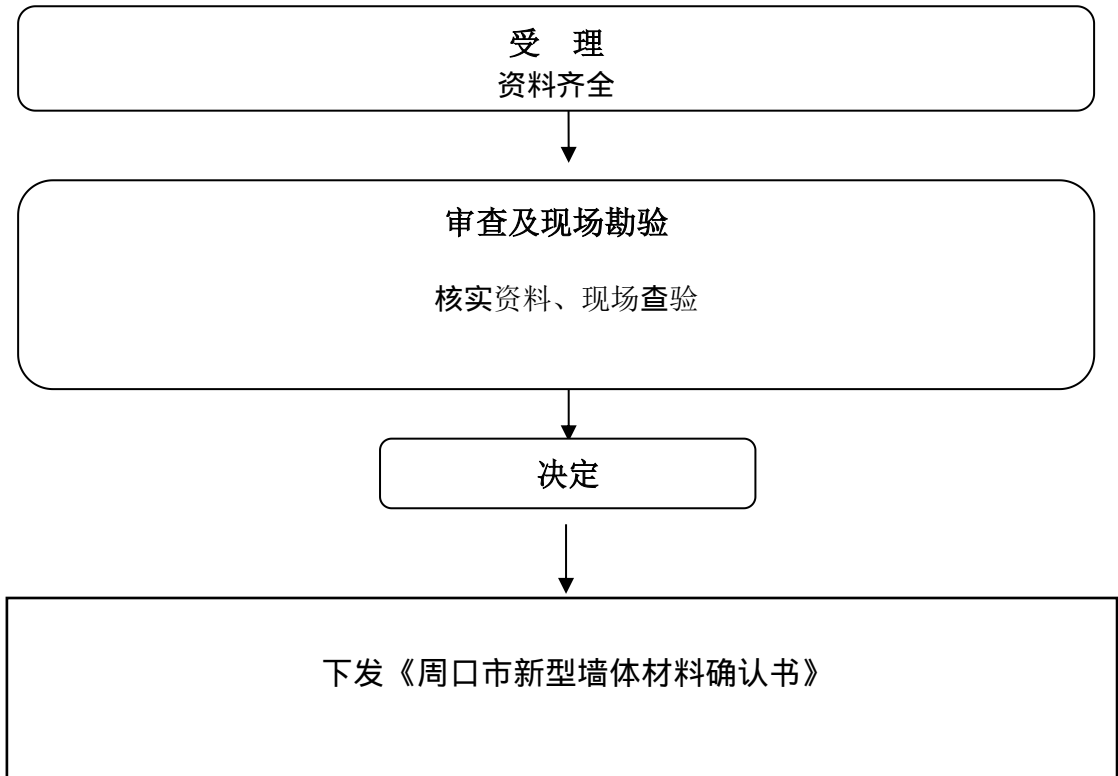 受　理
资料齐全
审查及现场勘验
核实资料、现场查验
决定
下发《周口市新型墙体材料确认书》